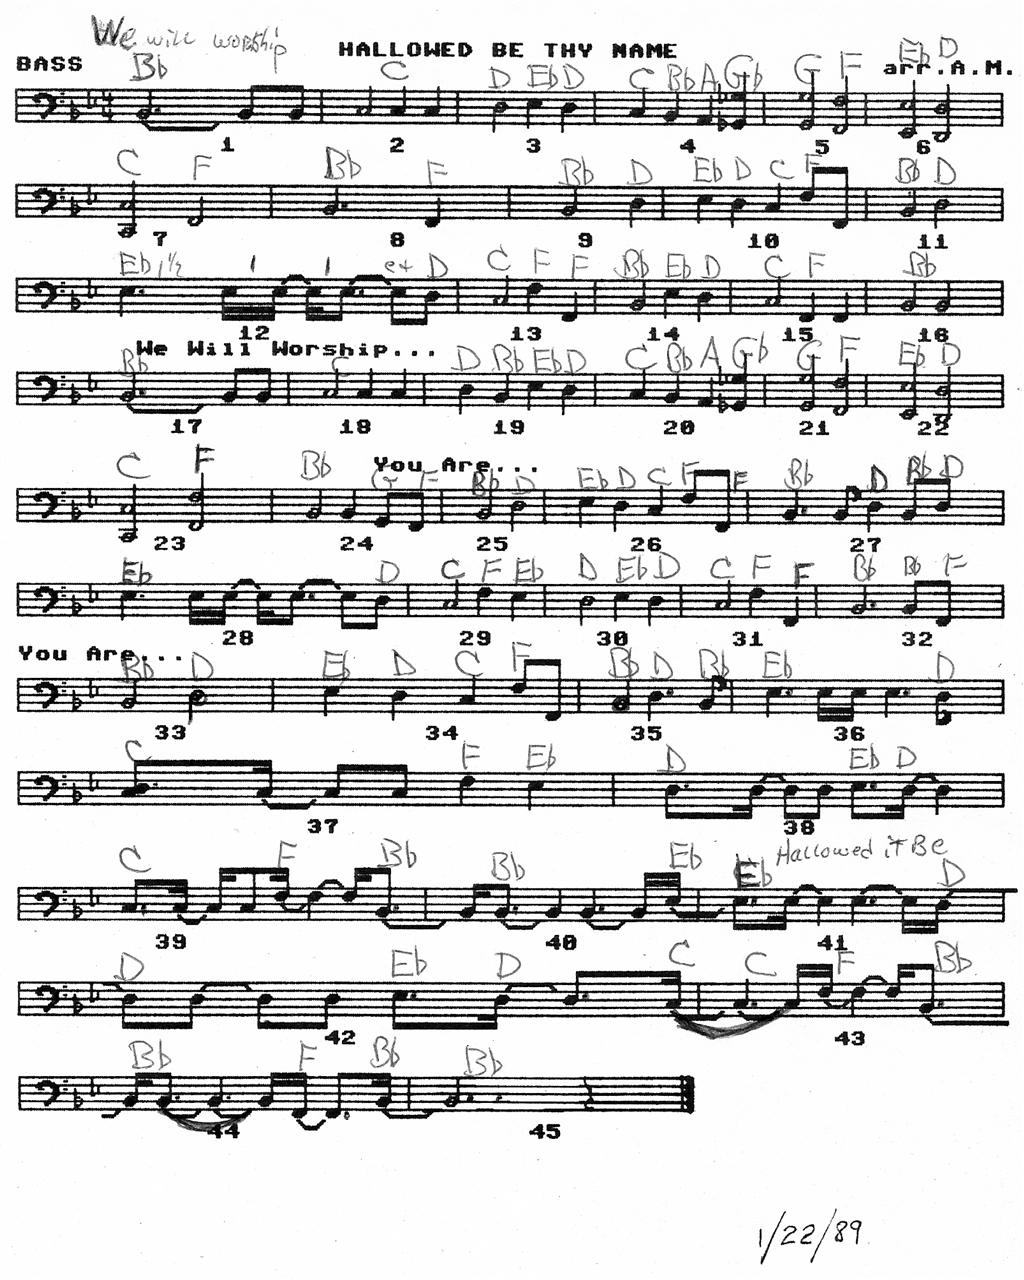 We will worship
HALLOWED BE THY NAME
BASS
arr.A.M.
Bb C D Eb D C Bb A Gb G F Eb D
1 2 3 4 5 6
C F Bb F Bb D Eb D C F Bb D
7 8 9 10 11
Eb 1 1/2 1 1 e+ D C F F Bb Eb D C F Bb
12 13 14 15 16
We Will Worship...
Bb C D Bb Eb D C Bb A Gb G F Eb D
17 18 19 20 21 22
You Are...
C F Bb G F Bb D Eb D C F F Bb D Bb D
23 24 25 26 27
Eb D C F Eb D Eb D C F F Bb Bb F
28 29 30 31 32
You Are...
Bb D Eb D C F Bb D Bb Eb D
33 34 35 36
C F Eb D Eb D
37 38
Hallowed it Be
C F Bb Bb Eb Eb D
39 40 41
D Eb D C C F Bb
42 43
Bb F Bb Bb
44 45
1/22/89